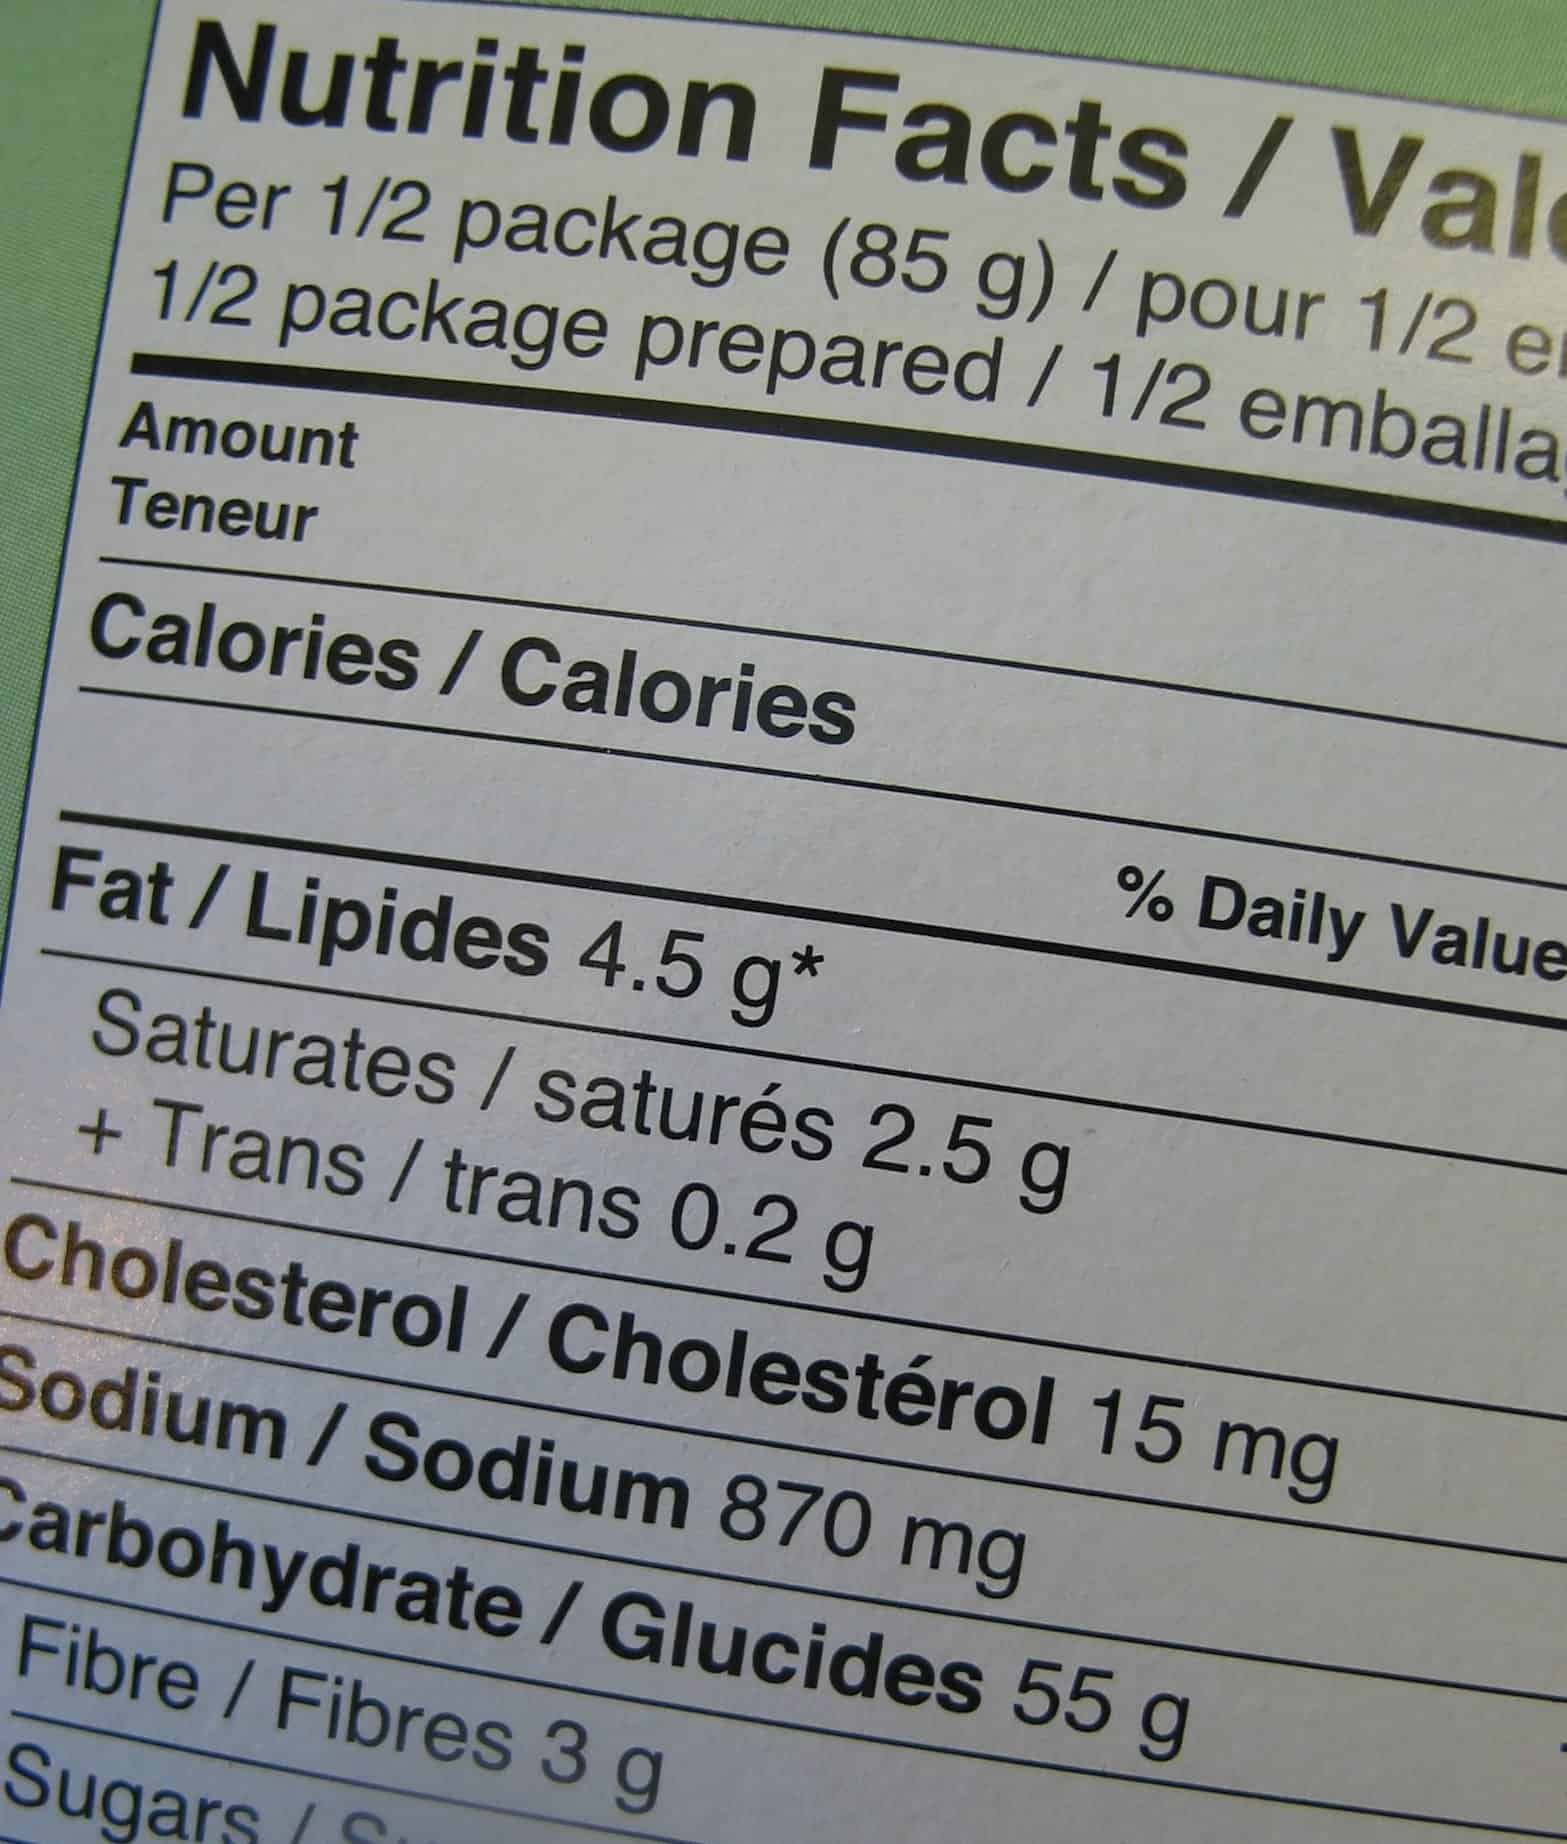 Nutrition Facts /
Per 1/2 package (85 g) / pour 1/2
1/2 package prepared / 1/2
Amount
Teneur
Calories / Calories
% Daily Value
Fat / Lipides 4.5 g*
Saturates / saturés 2.5 g
+ Trans / trans 0.2 g
Cholesterol / Cholestérol 15 mg
Sodium / Sodium 870 mg
Carbohydrate / Glucides 55 g
Fibre / Fibres 3 g
Sugars /